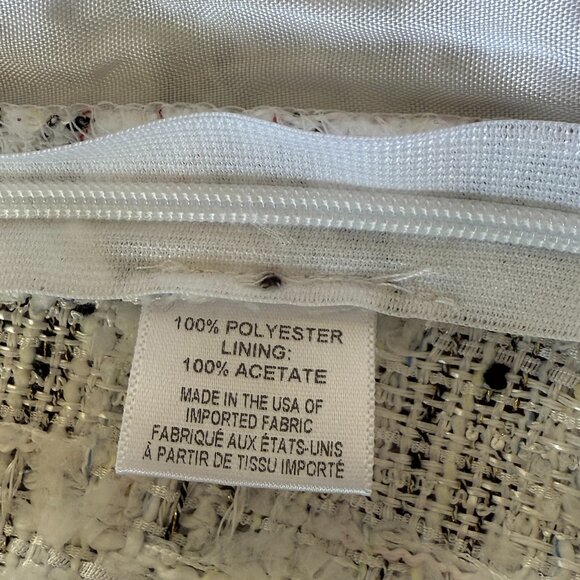 100% POLYESTER
LINING:
100% ACETATE
MADE IN THE USA OF
IMPORTED FABRIC
FABRIQUÉ AUX ÉTATS-UNIS
À PARTIR DE TISSU IMPORTÉ